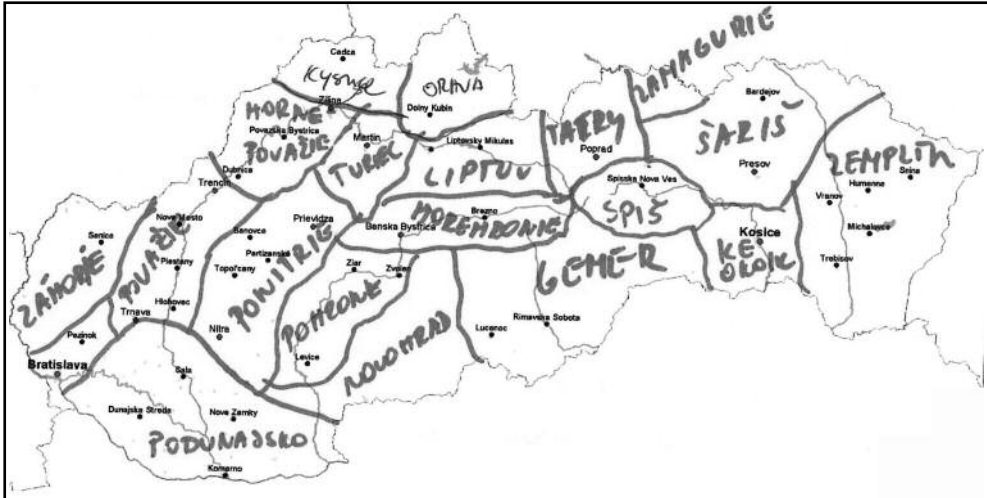 Cadca
KYSUCE
ORAVA
ZAMAGURIE
Zilina
HORNÉ
POVAŽIE
Povazska Bystrica
Dolny Kubin
Bardejov
Martin
TURIEC
Liptovsky Mikulas
LIPTOV
TATRY
Poprad
ŠARIŠ
Presov
ZEMPLÍN
Snina
Dubnica
Trencin
Spisska Nova Ves
SPIŠ
Vranov
Humenne
Nove Mesto
Prievidza
Brezno
HOREHRONIE
Banska Bystrica
Kosice
Michalovce
Senica
POVAŽIE
Banovce
Partizanske
Topolcany
PONITRIE
Ziar
Zvolen
GEMER
KE
OKOLIE
Trebisov
ZÁHORIE
Piestany
Hlohovec
POHRONIE
Trnava
Nitra
NOVOHRAD
Rimavska Sobota
Lucenec
Pezinok
Bratislava
Sala
Levice
Dunajska Streda
Nove Zamky
PODUNAJSKO
Komarno